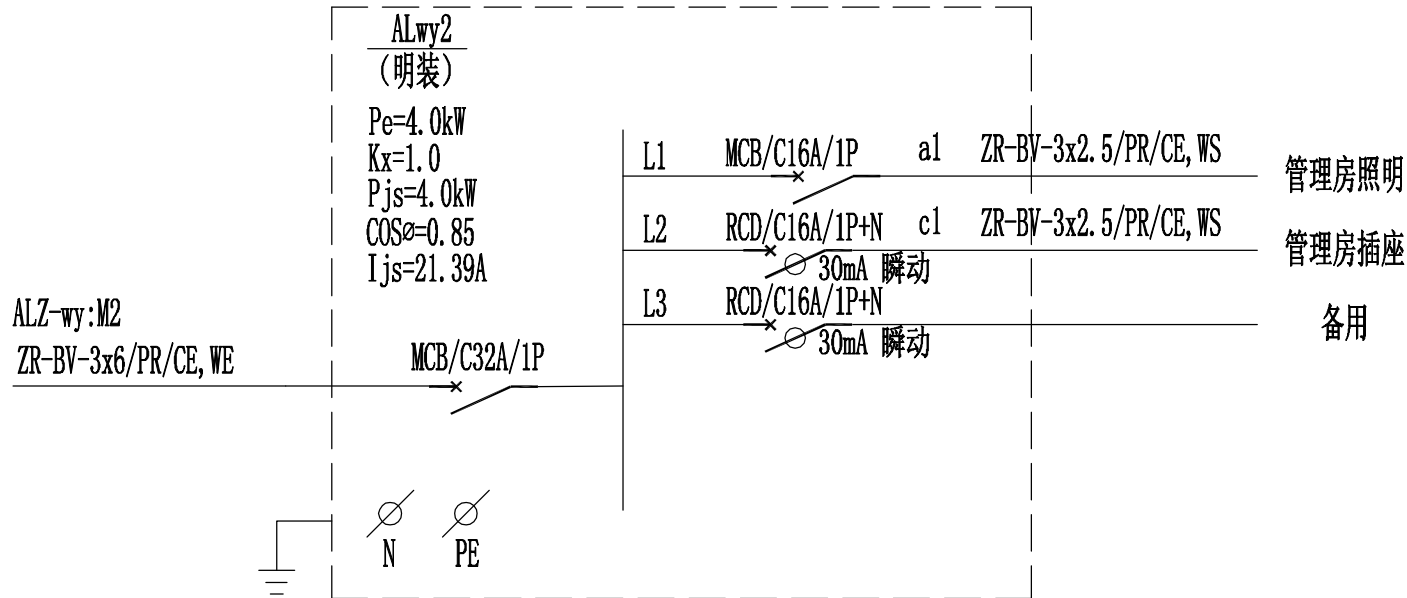 ALwy2
(明装)
Pe=4.0kW
Kx=1.0
Pjs=4.0kW
COSø=0.85
Ijs=21.39A
ALZ-wy:M2
ZR-BV-3x6/PR/CE,WE
MCB/C32A/1P
L1 MCB/C16A/1P a1 ZR-BV-3x2.5/PR/CE,WS 管理房照明
L2 RCD/C16A/1P+N c1 ZR-BV-3x2.5/PR/CE,WS 管理房插座
30mA 瞬动
L3 RCD/C16A/1P+N 备用
30mA 瞬动
N PE